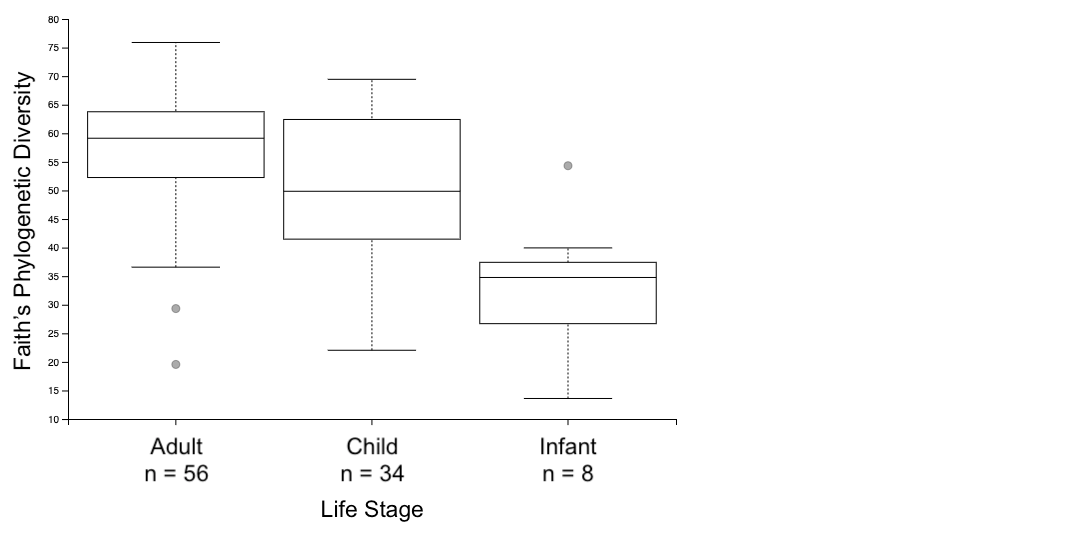 Faith's Phylogenetic Diversity
80
75
70
65
60
55
50
45
40
35
30
25
20
15
10
Adult
n = 56
Child
n = 34
Infant
n = 8
Life Stage